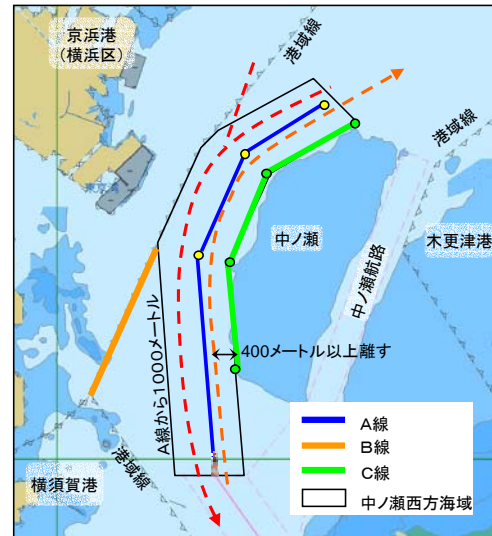 京浜港
(横浜区)
港域線
港域線
中ノ瀬
木更津港
中ノ瀬航路
A線から1000メートル
400メートル以上離す
横須賀港
港域線
A線
B線
C線
中ノ瀬西方海域